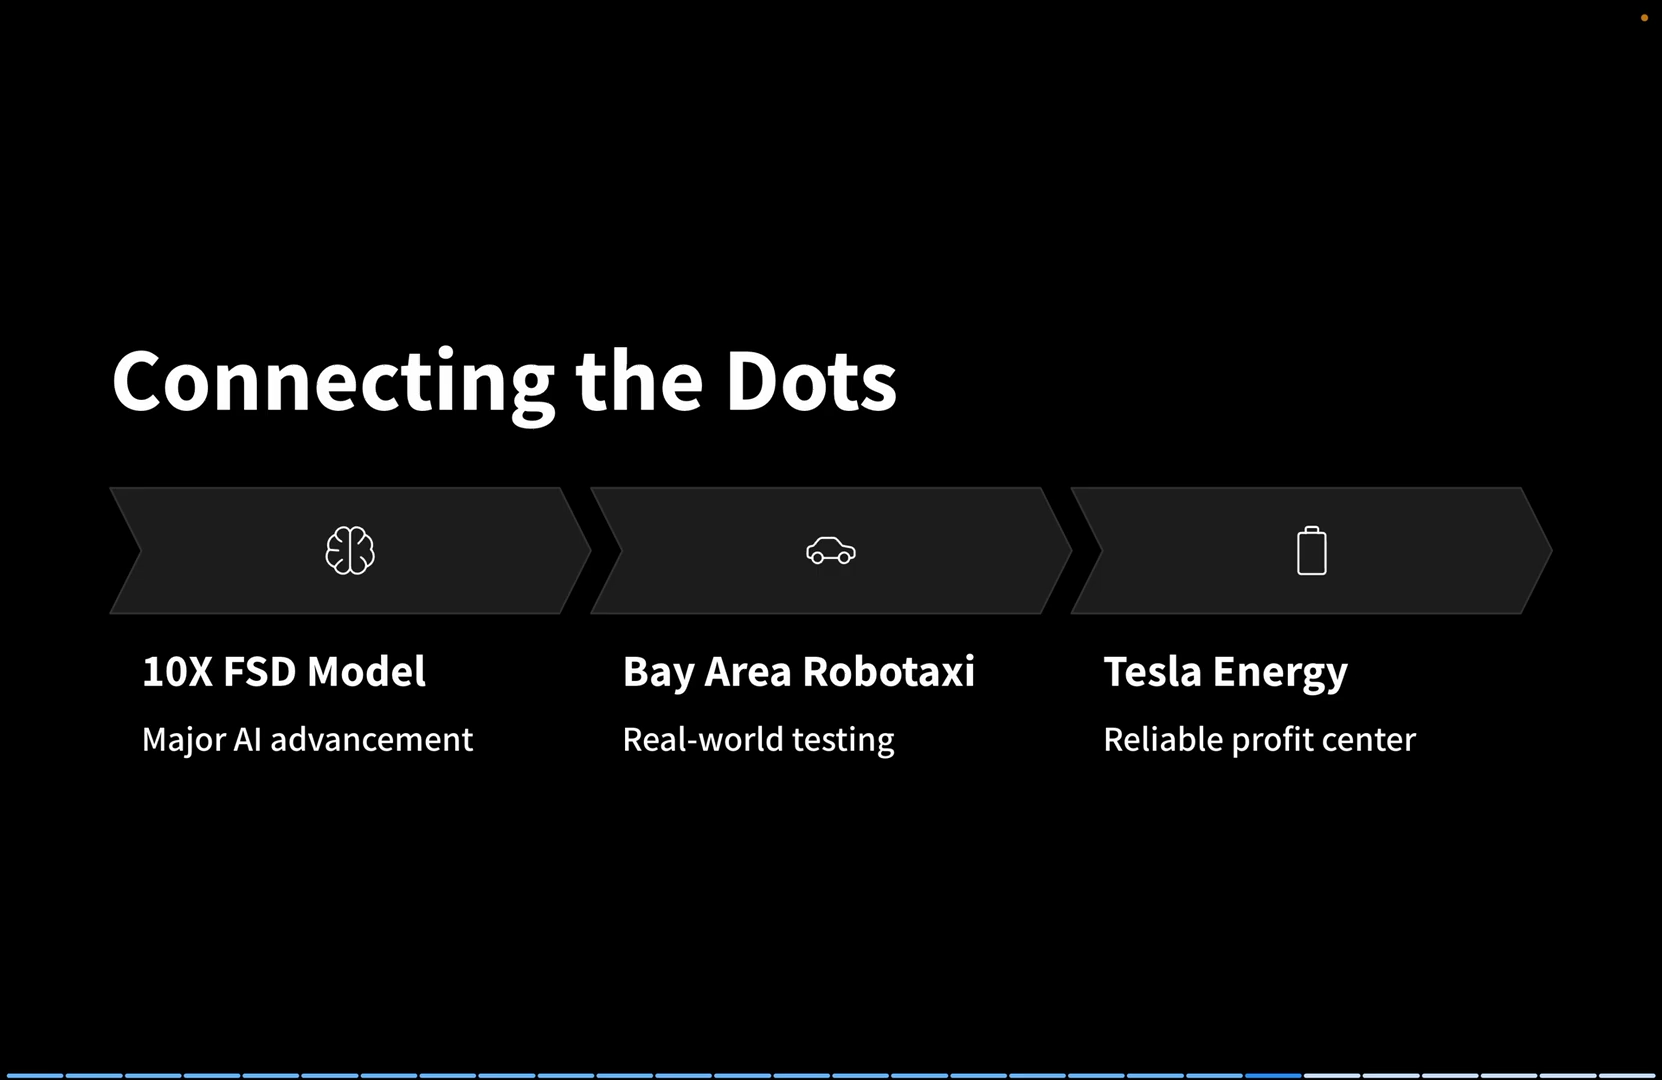 Connecting the Dots
10X FSD Model
Major AI advancement
Bay Area Robotaxi
Real-world testing
Tesla Energy
Reliable profit center